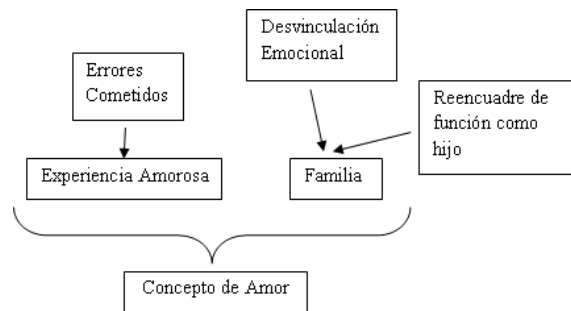 Desvinculación
Emocional
Errores
Cometidos
Reencuadre de
función como
hijo
Experiencia Amorosa
Familia
Concepto de Amor